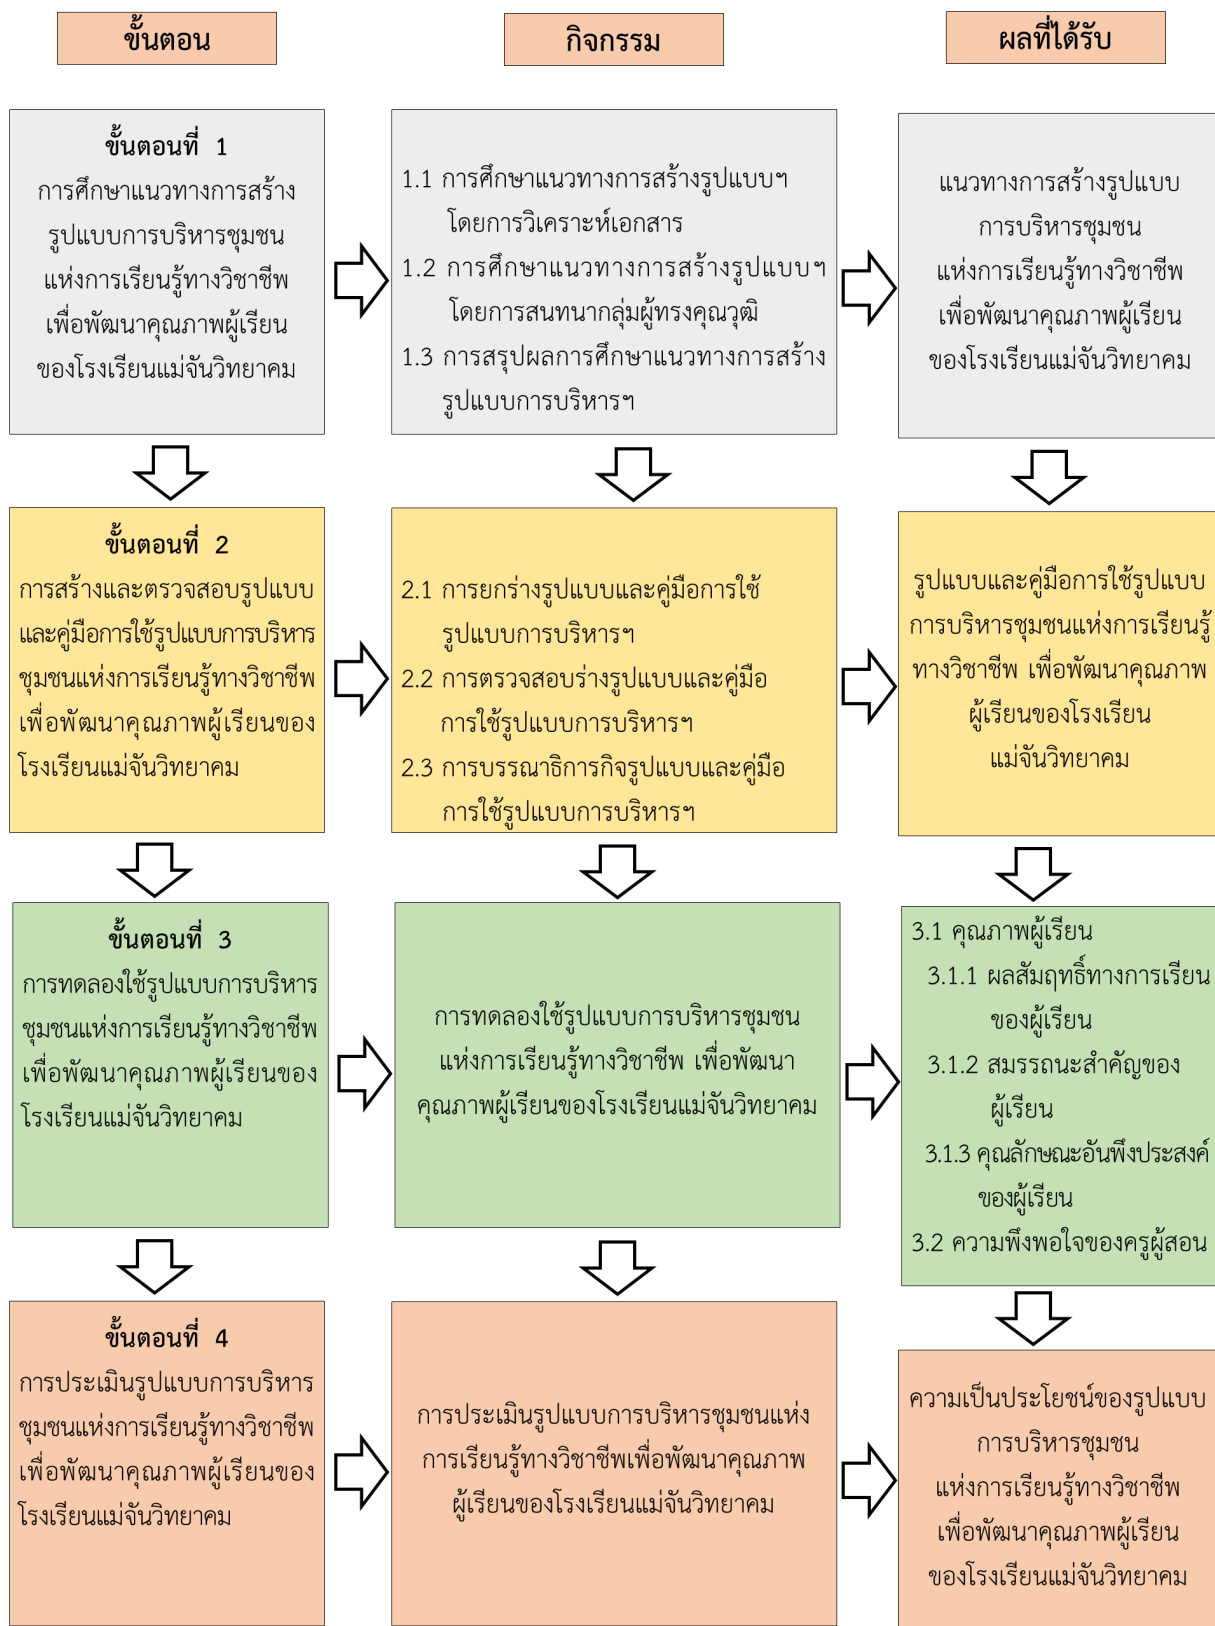 ขั้นตอน
กิจกรรม
ผลที่ได้รับ
ขั้นตอนที่ 1
การศึกษาแนวทางการสร้าง
รูปแบบการบริหารชุมชน
แห่งการเรียนรู้ทางวิชาชีพ
เพื่อพัฒนาคุณภาพผู้เรียน
ของโรงเรียนแม่จันวิทยาคม
1.1 การศึกษาแนวทางการสร้างรูปแบบฯ
โดยการวิเคราะห์เอกสาร
1.2 การศึกษาแนวทางการสร้างรูปแบบฯ
โดยการสนทนากลุ่มผู้ทรงคุณวุฒิ
1.3 การสรุปผลการศึกษาแนวทางการสร้าง
รูปแบบการบริหารฯ
แนวทางการสร้างรูปแบบ
การบริหารชุมชน
แห่งการเรียนรู้ทางวิชาชีพ
เพื่อพัฒนาคุณภาพผู้เรียน
ของโรงเรียนแม่จันวิทยาคม
ขั้นตอนที่ 2
การสร้างและตรวจสอบรูปแบบ
และคู่มือการใช้รูปแบบการบริหาร
ชุมชนแห่งการเรียนรู้ทางวิชาชีพ
เพื่อพัฒนาคุณภาพผู้เรียนของ
โรงเรียนแม่จันวิทยาคม
2.1 การยกร่างรูปแบบและคู่มือการใช้
รูปแบบการบริหารฯ
2.2 การตรวจสอบร่างรูปแบบและคู่มือ
การใช้รูปแบบการบริหารฯ
2.3 การบรรณาธิการกิจรูปแบบและคู่มือ
การใช้รูปแบบการบริหารฯ
รูปแบบและคู่มือการใช้รูปแบบ
การบริหารชุมชนแห่งการเรียนรู้
ทางวิชาชีพ เพื่อพัฒนาคุณภาพ
ผู้เรียนของโรงเรียน
แม่จันวิทยาคม
ขั้นตอนที่ 3
การทดลองใช้รูปแบบการบริหาร
ชุมชนแห่งการเรียนรู้ทางวิชาชีพ
เพื่อพัฒนาคุณภาพผู้เรียนของ
โรงเรียนแม่จันวิทยาคม
การทดลองใช้รูปแบบการบริหารชุมชน
แห่งการเรียนรู้ทางวิชาชีพ เพื่อพัฒนา
คุณภาพผู้เรียนของโรงเรียนแม่จันวิทยาคม
3.1 คุณภาพผู้เรียน
3.1.1 ผลสัมฤทธิ์ทางการเรียน
ของผู้เรียน
3.1.2 สมรรถนะสำคัญของ
ผู้เรียน
3.1.3 คุณลักษณะอันพึงประสงค์
ของผู้เรียน
3.2 ความพึงพอใจของครูผู้สอน
ขั้นตอนที่ 4
การประเมินรูปแบบการบริหาร
ชุมชนแห่งการเรียนรู้ทางวิชาชีพ
เพื่อพัฒนาคุณภาพผู้เรียนของ
โรงเรียนแม่จันวิทยาคม
การประเมินรูปแบบการบริหารชุมชนแห่ง
การเรียนรู้ทางวิชาชีพเพื่อพัฒนาคุณภาพ
ผู้เรียนของโรงเรียนแม่จันวิทยาคม
ความเป็นประโยชน์ของรูปแบบ
การบริหารชุมชน
แห่งการเรียนรู้ทางวิชาชีพ
เพื่อพัฒนาคุณภาพผู้เรียน
ของโรงเรียนแม่จันวิทยาคม